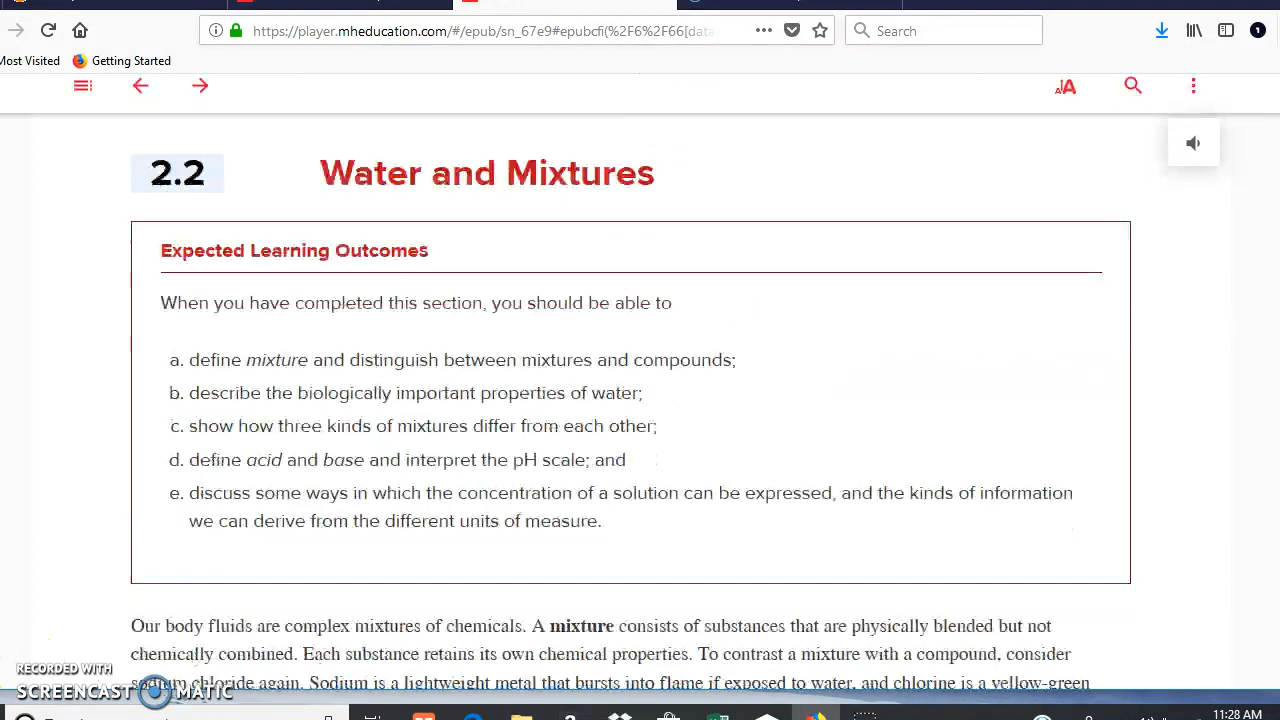 https://player.mheducation.com/#/epub/sn_67e9#epubcfi(%2F6%2F66[data
Search
Most Visited
Getting Started
AA
2.2 Water and Mixtures
Expected Learning Outcomes
When you have completed this section, you should be able to
a. define mixture and distinguish between mixtures and compounds;
b. describe the biologically important properties of water;
c. show how three kinds of mixtures differ from each other;
d. define acid and base and interpret the pH scale; and
e. discuss some ways in which the concentration of a solution can be expressed, and the kinds of information
we can derive from the different units of measure.
Our body fluids are complex mixtures of chemicals. A mixture consists of substances that are physically blended but not
chemically combined. Each substance retains its own chemical properties. To contrast a mixture with a compound, consider
sodium chloride again. Sodium is a lightweight metal that bursts into flame if exposed to water, and chlorine is a yellow-green
RECORDED WITH
SCREENCAST MATIC
11:28 AM